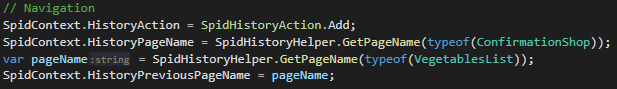 // Navigation
SpidContext.HistoryAction = SpidHistoryAction.Add;
SpidContext.HistoryPageName = SpidHistoryHelper.GetPageName(typeof(ConfirmationShop));
var pageName:string = SpidHistoryHelper.GetPageName(typeof(VegetablesList));
SpidContext.HistoryPreviousPageName = pageName;